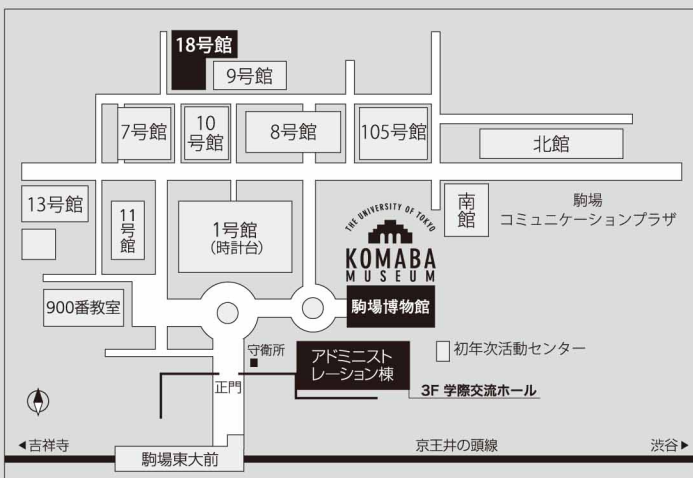 18号館
9号館
7号館
10
号館
8号館
105号館
北館
13号館
11
号
館
1号館
(時計台)
南
館
駒場
コミュニケーションプラザ
THE UNIVERSITY OF TOKYO
KOMABA
MUSEUM
駒場博物館
900番教室
守衛所
アドミニスト
レーション棟
初年次活動センター
正門
3F 学際交流ホール
◀吉祥寺
駒場東大前
京王井の頭線
渋谷▶